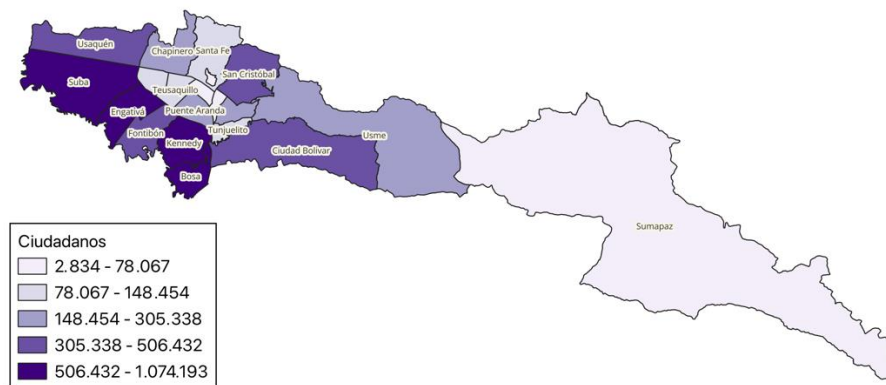 Usaquén
Chapinero
Santa Fe
San Cristóbal
Suba
Teusaquillo
Engativá
Puente Aranda
Fontibón
Tunjuelito
Usme
Kennedy
Ciudad Bolivar
Bosa
Sumapaz
Ciudadanos
2.834 - 78.067
78.067 - 148.454
148.454 - 305.338
305.338 - 506.432
506.432 - 1.074.193